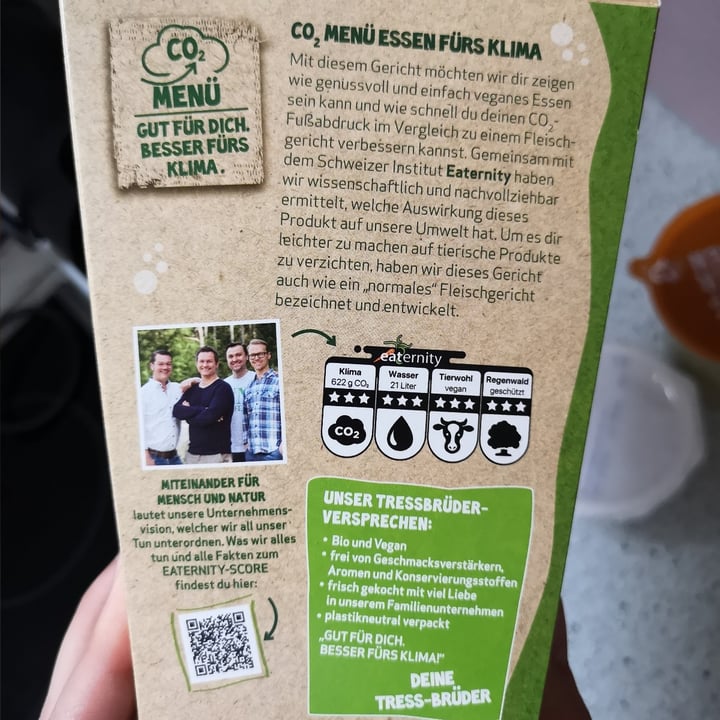 CO₂
MENÜ
GUT FÜR DICH.
BESSER FÜRS
KLIMA.
CO₂ MENÜ ESSEN FÜRS KLIMA
Mit diesem Gericht möchten wir dir zeigen
wie genussvoll und einfach veganes Essen
sein kann und wie schnell du deinen CO₂-
Fußabdruck im Vergleich zu einem Fleisch-
gericht verbessern kannst. Gemeinsam mit
dem Schweizer Institut Eaternity haben
wir wissenschaftlich und nachvollziehbar
ermittelt, welche Auswirkung dieses
Produkt auf unsere Umwelt hat. Um es dir
leichter zu machen auf tierische Produkte
zu verzichten, haben wir dieses Gericht
auch wie ein „normales“ Fleischgericht
bezeichnet und entwickelt.
eaternity
Klima
622 g CO₂
CO₂
Wasser
21 Liter
Tierwohl
vegan
Regenwald
geschützt
MITEINANDER FÜR
MENSCH UND NATUR
lautet unsere Unternehmens-
vision, welcher wir all unser
Tun unterordnen. Was wir alles
tun und alle Fakten zum
EATERNITY-SCORE
findest du hier:
UNSER TRESSBRÜDER-
VERSPRECHEN:
• Bio und Vegan
• frei von Geschmacksverstärkern,
Aromen und Konservierungsstoffen
• frisch gekocht mit viel Liebe
in unserem Familienunternehmen
• plastikneutral verpackt
„GUT FÜR DICH.
BESSER FÜRS KLIMA!“
DEINE
TRESS-BRÜDER